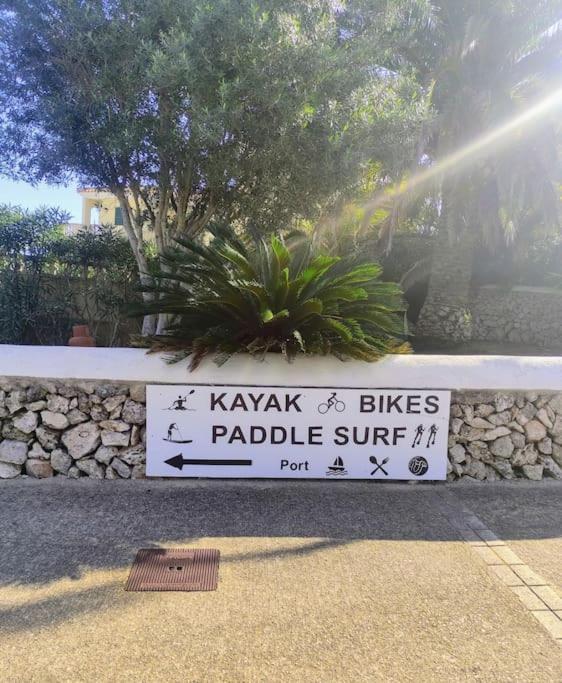 KAYAK BIKES
PADDLE SURF
Port